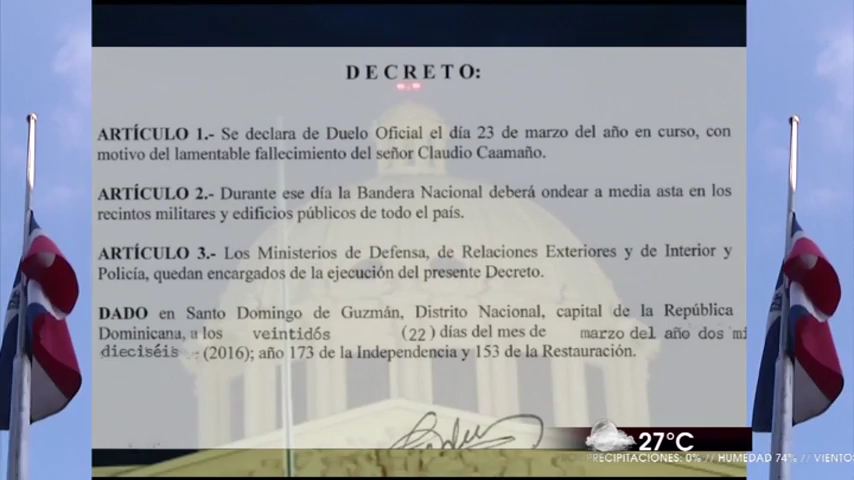 DECRETO:
ARTÍCULO 1.- Se declara de Duelo Oficial el día 23 de marzo del año en curso, con
motivo del lamentable fallecimiento del señor Claudio Caamaño.
ARTÍCULO 2.- Durante ese día la Bandera Nacional deberá ondear a media asta en los
recintos militares y edificios públicos de todo el país.
ARTÍCULO 3.- Los Ministerios de Defensa, de Relaciones Exteriores y de Interior y
Policía, quedan encargados de la ejecución del presente Decreto.
DADO en Santo Domingo de Guzmán, Distrito Nacional, capital de la República
Dominicana, a los veintidós (22) días del mes de marzo del año dos mi
dieciséis (2016); año 173 de la Independencia y 153 de la Restauración.
27°C
PRECIPITACIONES: 0% // HUMEDAD 74% // VIENTOS